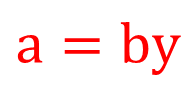 a = by